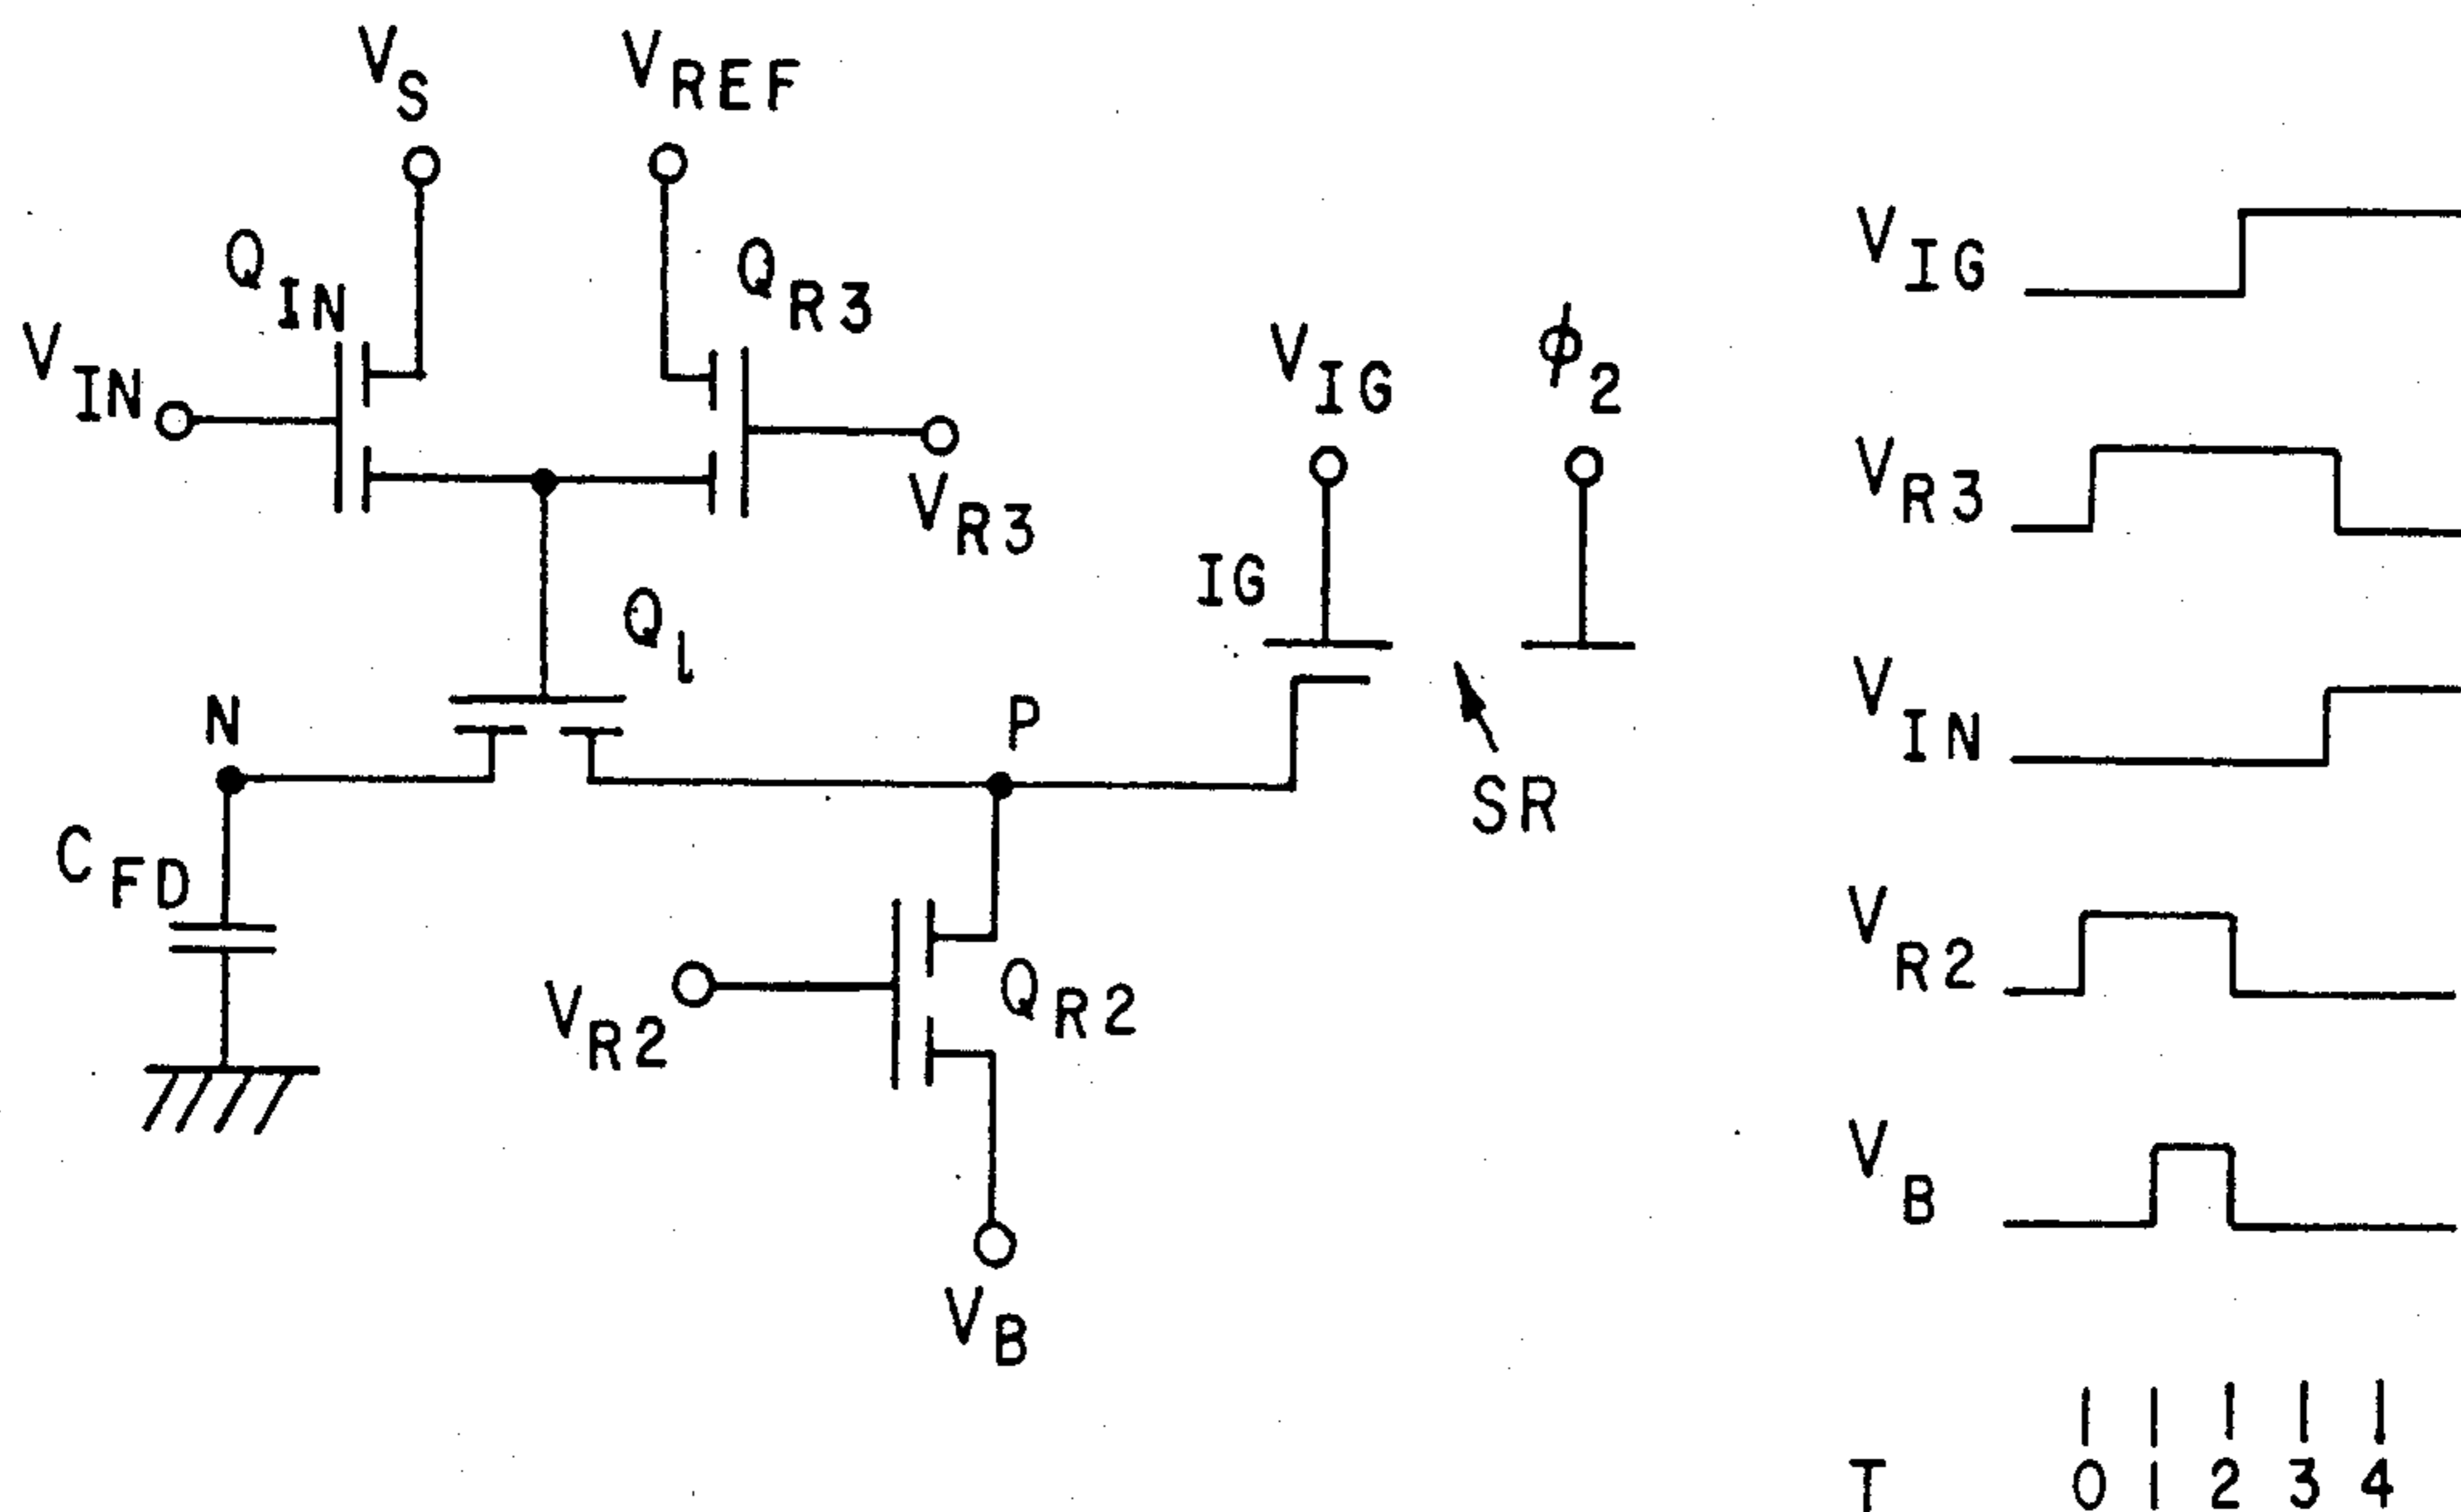 V_S
V_REF
Q_IN
Q_R3
V_IN
V_R3
V_IG
φ_2
IG
Q_L
N
P
SR
C_FD
V_R2
Q_R2
V_B
V_IG
V_R3
V_IN
V_R2
V_B
T 0 1 2 3 4